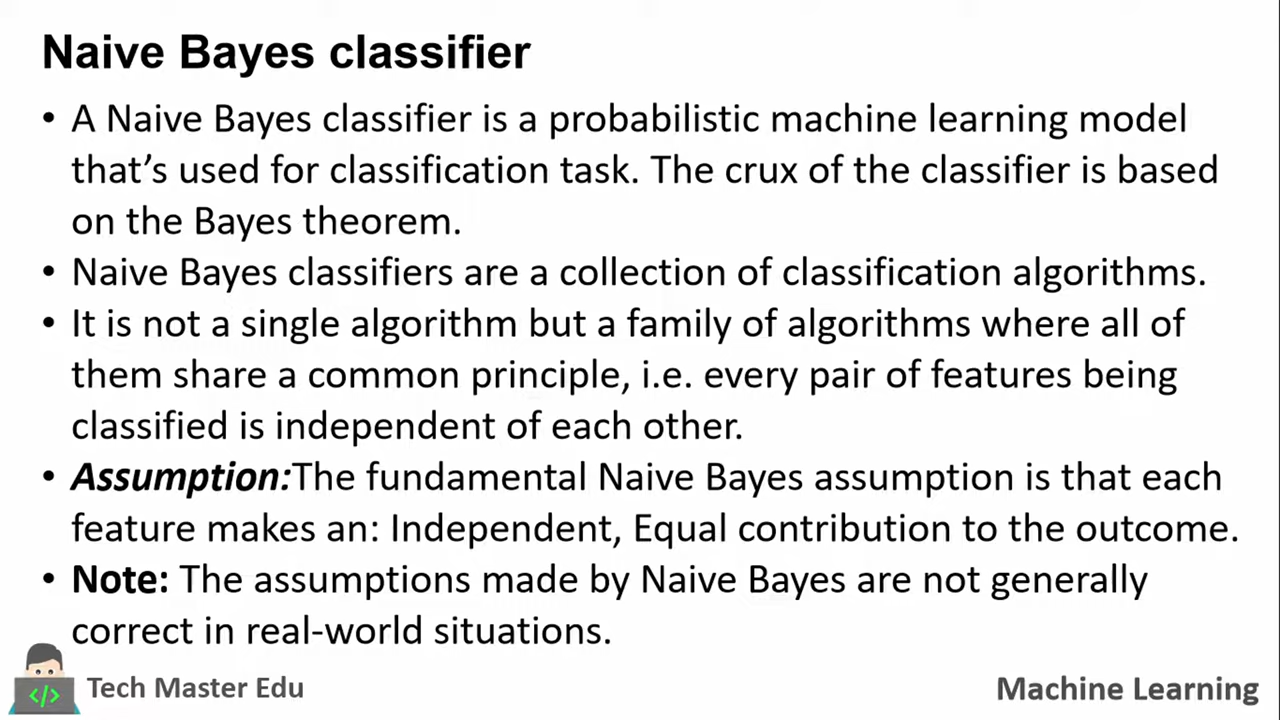 Naive Bayes classifier
• A Naive Bayes classifier is a probabilistic machine learning model
that’s used for classification task. The crux of the classifier is based
on the Bayes theorem.
• Naive Bayes classifiers are a collection of classification algorithms.
• It is not a single algorithm but a family of algorithms where all of
them share a common principle, i.e. every pair of features being
classified is independent of each other.
• Assumption:The fundamental Naive Bayes assumption is that each
feature makes an: Independent, Equal contribution to the outcome.
• Note: The assumptions made by Naive Bayes are not generally
correct in real-world situations.
</>
Tech Master Edu
Machine Learning